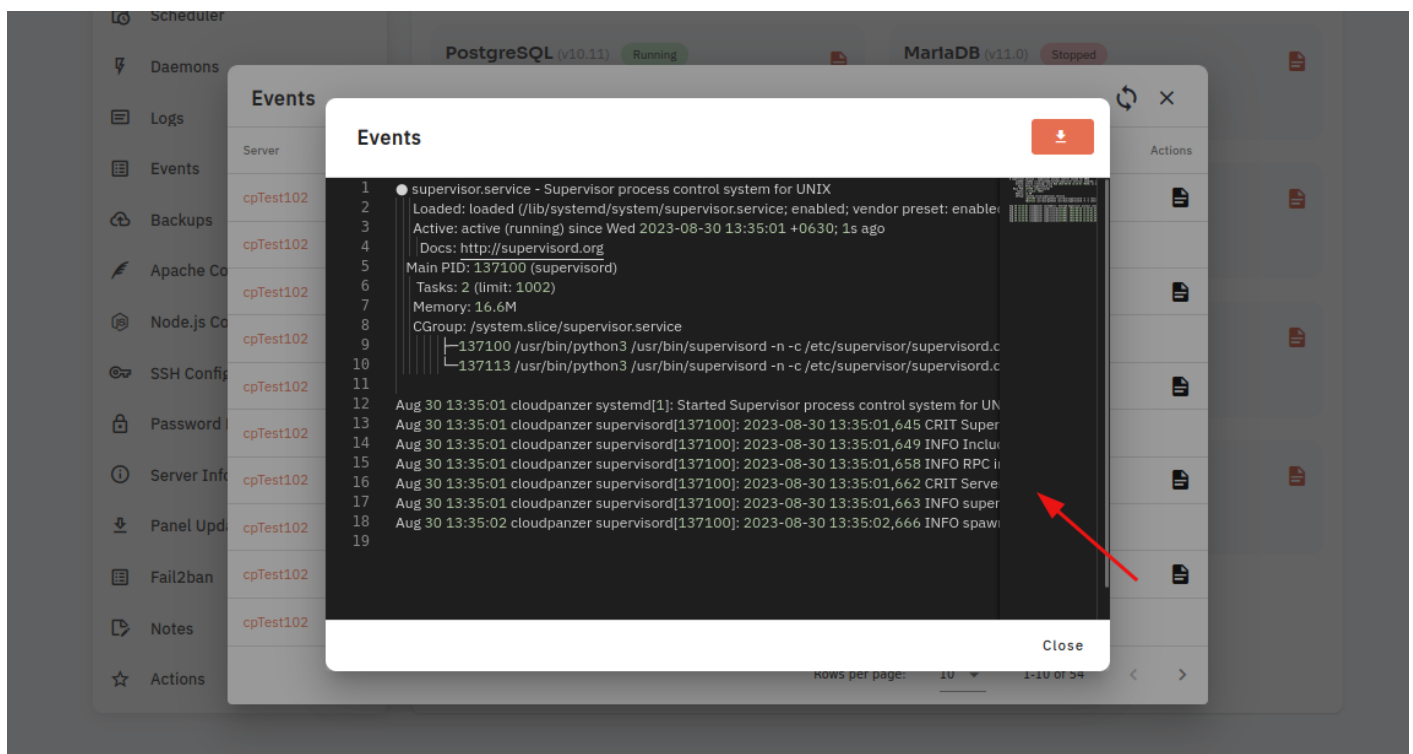 Scheduler
PostgreSQL (v10.11) Running
MariaDB (v11.0) Stopped
Daemons
Events
Logs
Events
Server
Actions
Events
cpTest102
Backups
cpTest102
Apache Co
cpTest102
Node.js Co
cpTest102
SSH Config
cpTest102
Password
cpTest102
Server Info
cpTest102
Panel Upd
cpTest102
Fail2ban
cpTest102
Notes
cpTest102
Actions
1 ● supervisor.service - Supervisor process control system for UNIX
2 Loaded: loaded (/lib/systemd/system/supervisor.service; enabled; vendor preset: enable
3 Active: active (running) since Wed 2023-08-30 13:35:01 +0630; 1s ago
4 Docs: http://supervisord.org
5 Main PID: 137100 (supervisord)
6 Tasks: 2 (limit: 1002)
7 Memory: 16.6M
8 CGroup: /system.slice/supervisor.service
9 ├─137100 /usr/bin/python3 /usr/bin/supervisord -n -c /etc/supervisor/supervisord.c
10 └─137113 /usr/bin/python3 /usr/bin/supervisord -n -c /etc/supervisor/supervisord.c
11
12 Aug 30 13:35:01 cloudpanzer systemd[1]: Started Supervisor process control system for UN
13 Aug 30 13:35:01 cloudpanzer supervisord[137100]: 2023-08-30 13:35:01,645 CRIT Super
14 Aug 30 13:35:01 cloudpanzer supervisord[137100]: 2023-08-30 13:35:01,649 INFO Inclu
15 Aug 30 13:35:01 cloudpanzer supervisord[137100]: 2023-08-30 13:35:01,658 INFO RPC i
16 Aug 30 13:35:01 cloudpanzer supervisord[137100]: 2023-08-30 13:35:01,662 CRIT Serve
17 Aug 30 13:35:01 cloudpanzer supervisord[137100]: 2023-08-30 13:35:01,663 INFO super
18 Aug 30 13:35:02 cloudpanzer supervisord[137100]: 2023-08-30 13:35:02,666 INFO spaw
19
Close
Rows per page: 10 1-10 of 54